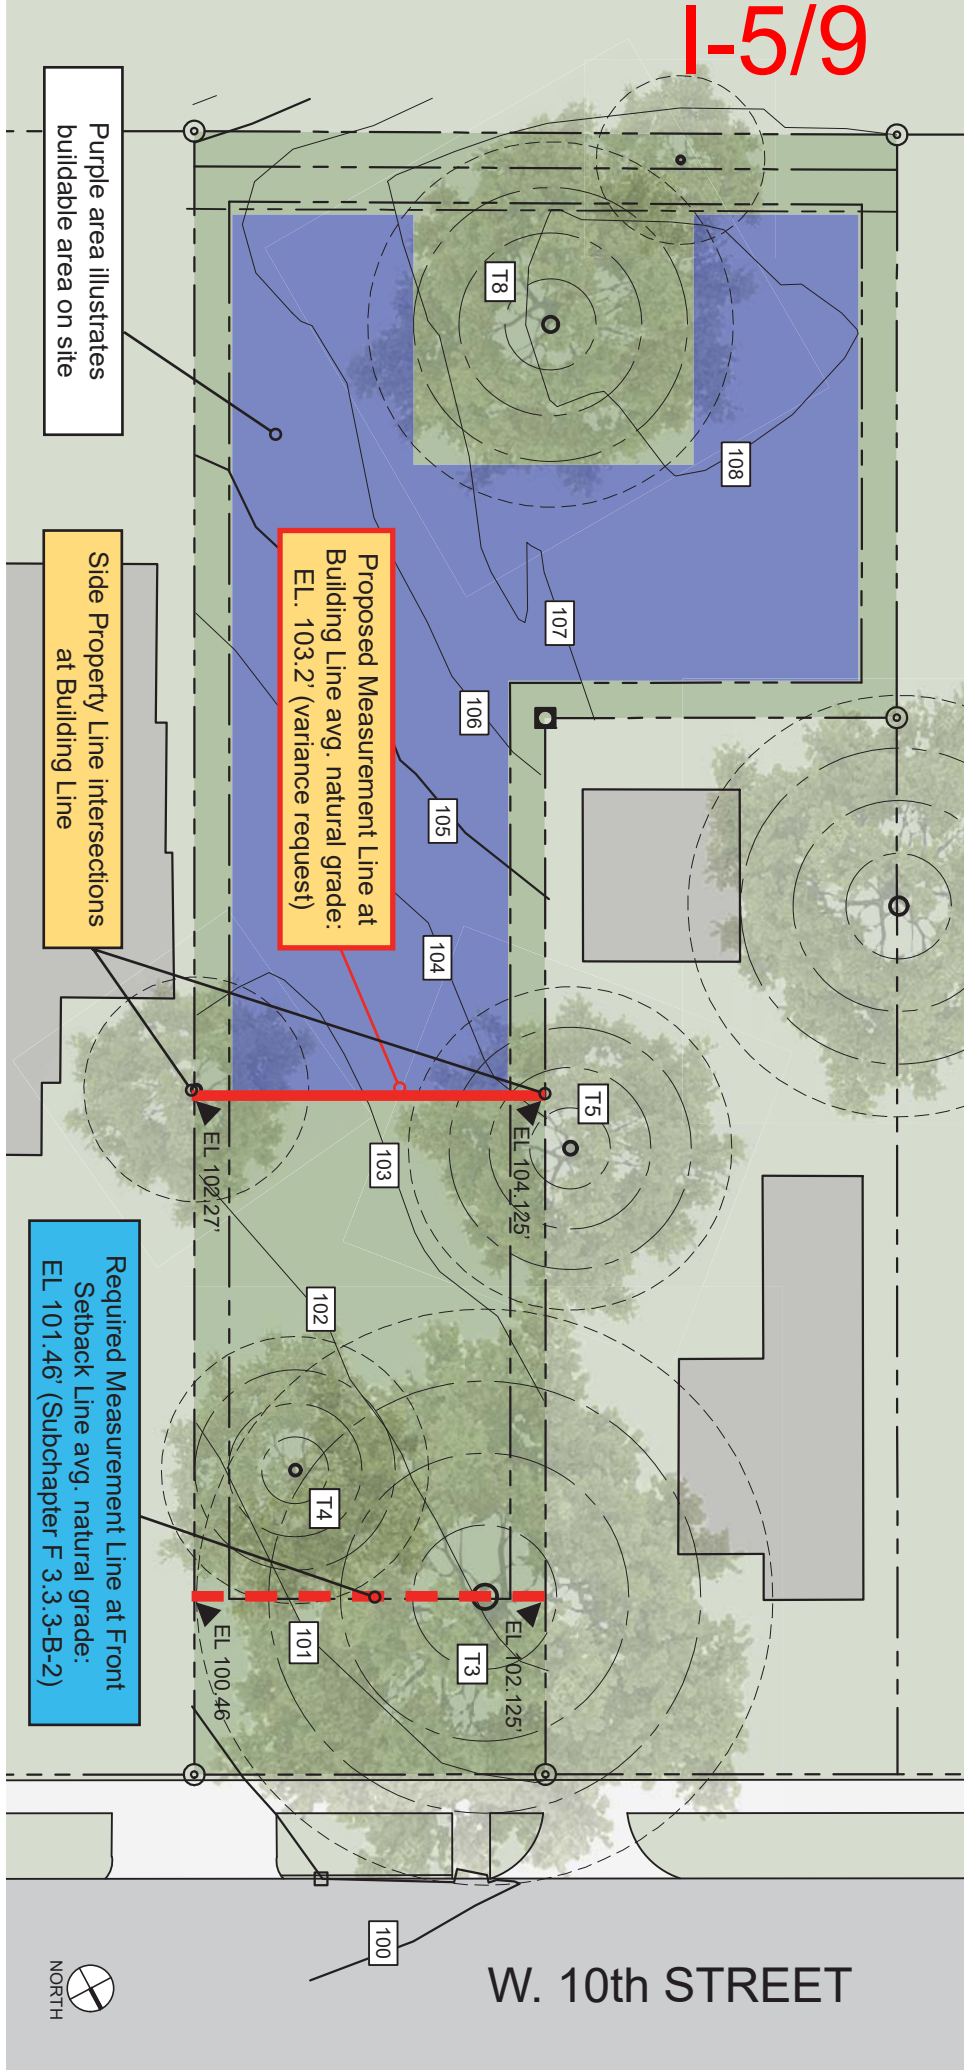 I-5/9
Purple area illustrates
buildable area on site
T8
108
107
Proposed Measurement Line at
Building Line avg. natural grade:
EL. 103.2' (variance request)
106
105
104
Side Property Line intersections
at Building Line
T5
EL 104.125'
EL 102.27'
103
102
Required Measurement Line at Front
Setback Line avg. natural grade:
EL 101.46' (Subchapter F 3.3.3-B-2)
T4
T3
101
EL 102.125'
EL 100.46
100
W. 10th STREET
NORTH